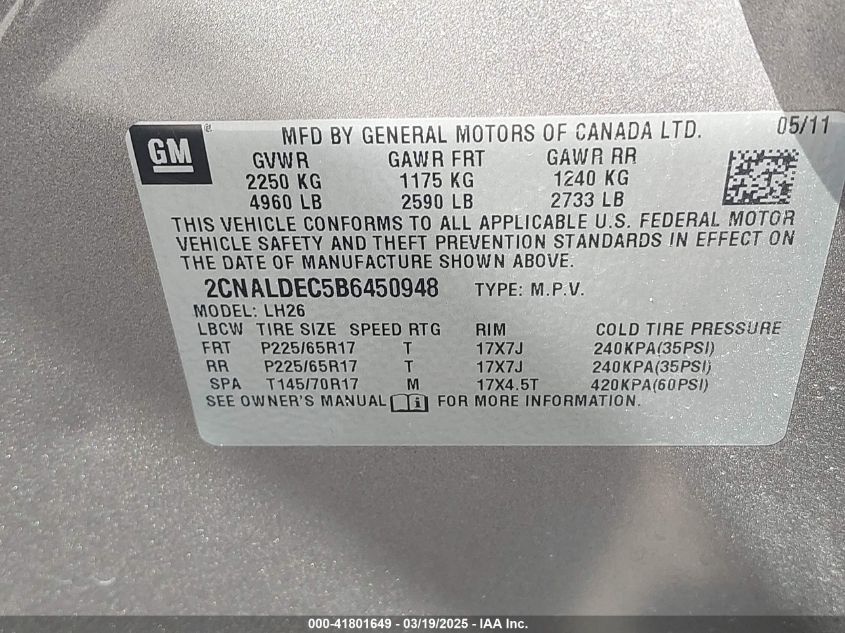 GM ®
MFD BY GENERAL MOTORS OF CANADA LTD. 05/11
GVWR GAWR FRT GAWR RR
2250 KG 1175 KG 1240 KG
4960 LB 2590 LB 2733 LB
THIS VEHICLE CONFORMS TO ALL APPLICABLE U.S. FEDERAL MOTOR
VEHICLE SAFETY AND THEFT PREVENTION STANDARDS IN EFFECT ON
THE DATE OF MANUFACTURE SHOWN ABOVE.
2CNALDEC5B6450948 TYPE: M.P.V.
MODEL: LH26
LBCW TIRE SIZE SPEED RTG RIM COLD TIRE PRESSURE
FRT P225/65R17 T 17X7J 240KPA(35PSI)
RR P225/65R17 T 17X7J 240KPA(35PSI)
SPA T145/70R17 M 17X4.5T 420KPA(60PSI)
SEE OWNER'S MANUAL FOR MORE INFORMATION.
000-41801649 - 03/19/2025 - IAA Inc.